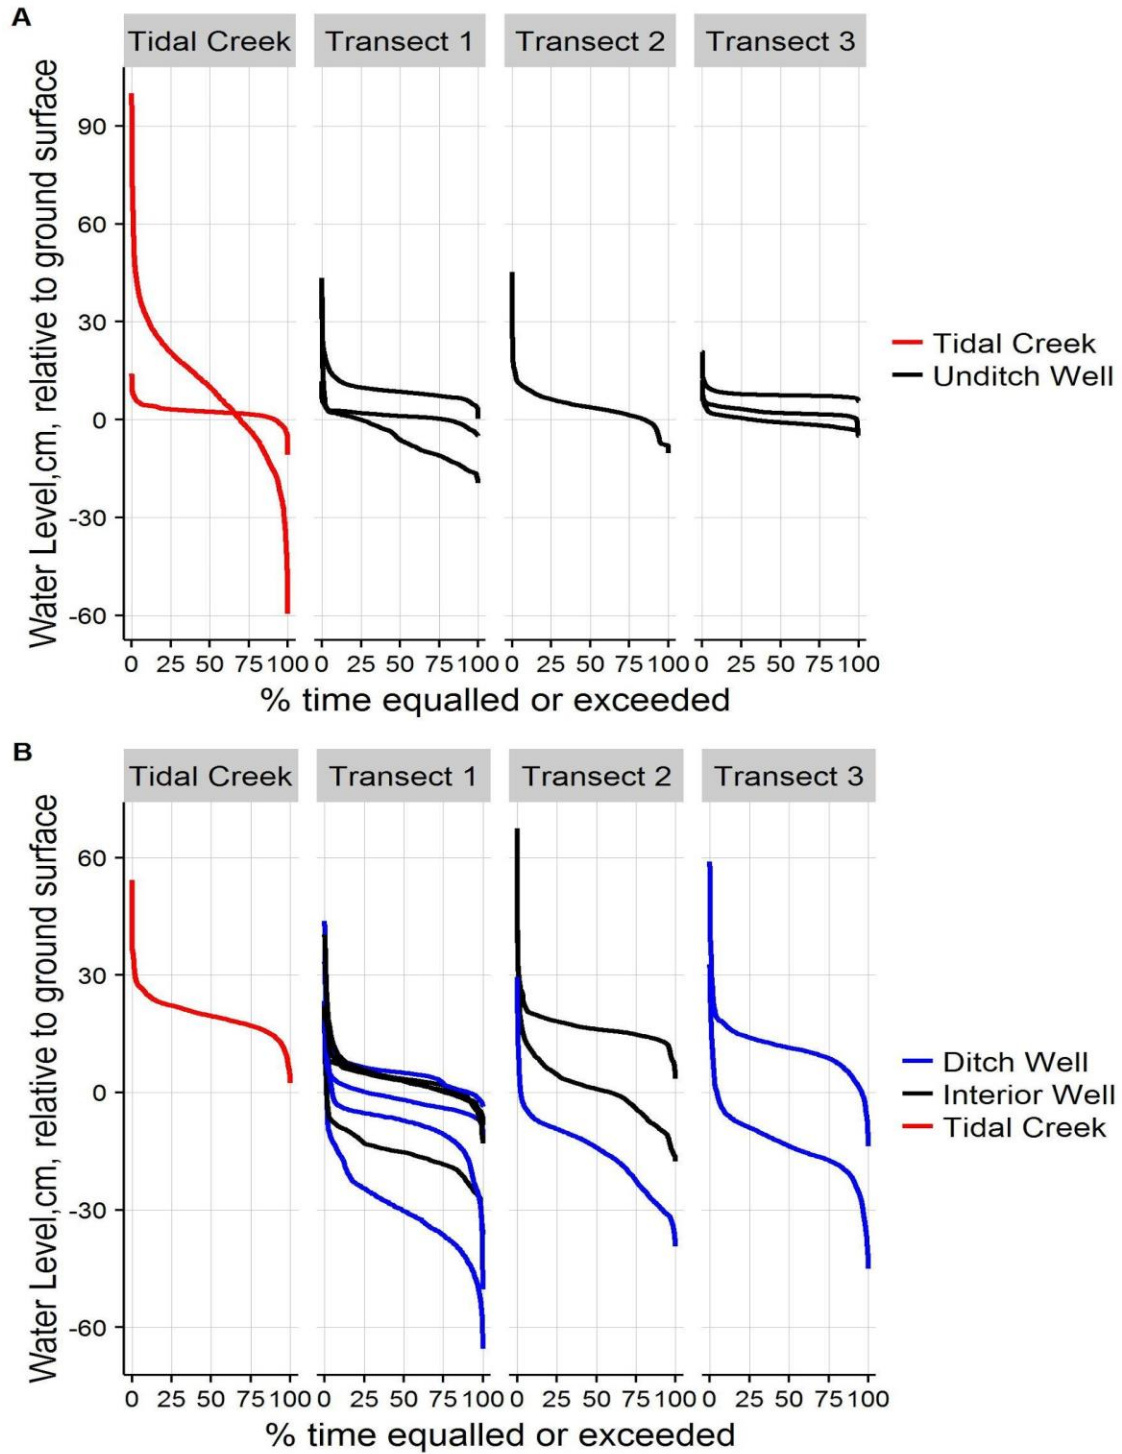 A
Tidal Creek Transect 1 Transect 2 Transect 3
Water Level,cm, relative to ground surface
90
60
30
0
-30
-60
0 25 50 75 100 0 25 50 75 100 0 25 50 75 100 0 25 50 75 100
% time equalled or exceeded
Tidal Creek
Unditch Well
B
Tidal Creek Transect 1 Transect 2 Transect 3
Water Level,cm, relative to ground surface
60
30
0
-30
-60
0 25 50 75 100 0 25 50 75 100 0 25 50 75 100 0 25 50 75 100
% time equalled or exceeded
Ditch Well
Interior Well
Tidal Creek